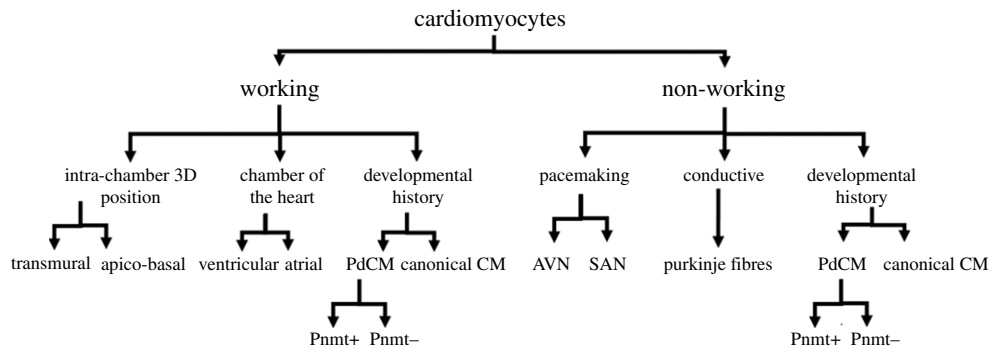 cardiomyocytes
working non-working
intra-chamber 3D chamber of developmental pacemaking conductive developmental
position the heart history history
transmural apico-basal ventricular atrial PdCM canonical CM AVN SAN purkinje fibres PdCM canonical CM
Pnmt+ Pnmt– Pnmt+ Pnmt–